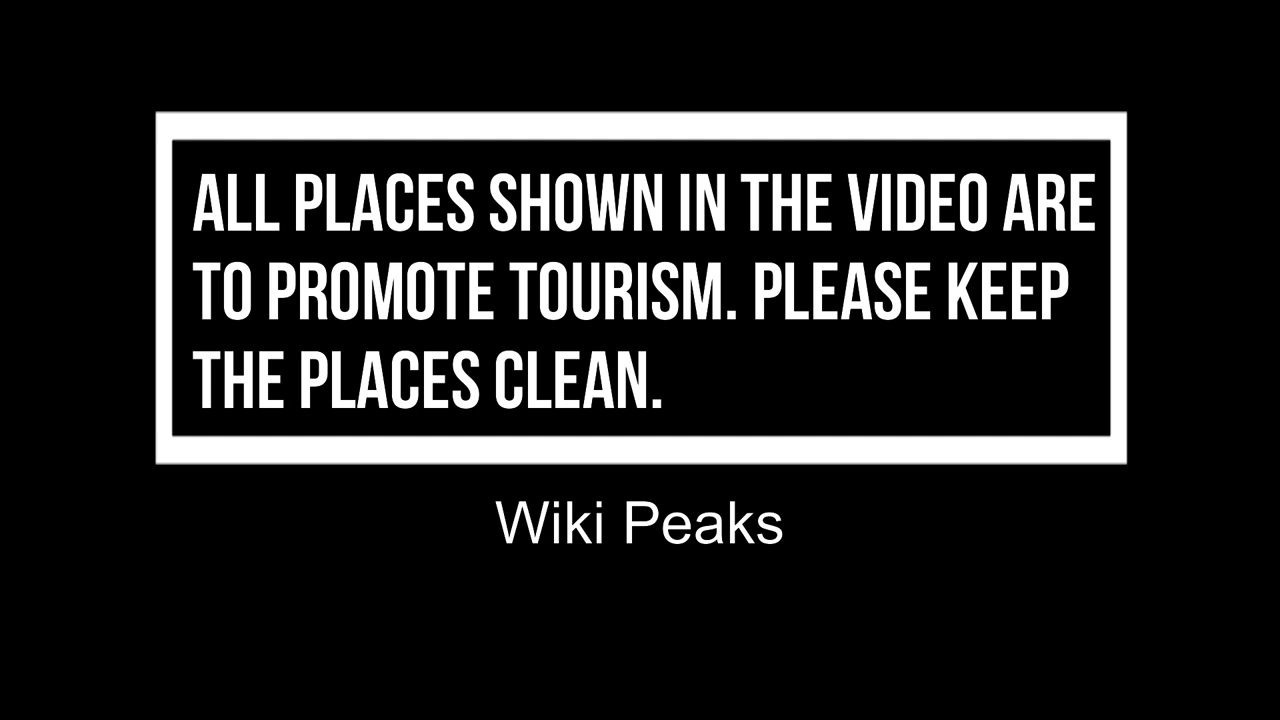 ALL PLACES SHOWN IN THE VIDEO ARE
TO PROMOTE TOURISM. PLEASE KEEP
THE PLACES CLEAN.
Wiki Peaks